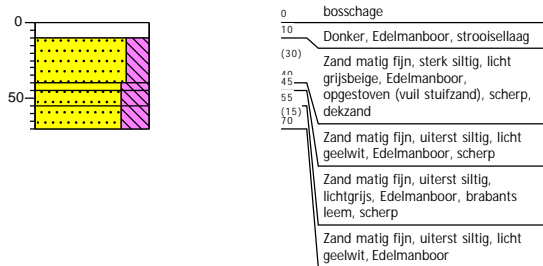 0
50
0
bosschage
10
Donker, Edelmanboor, strooisellaag
(30)
Zand matig fijn, sterk siltig, licht
grijsbeige, Edelmanboor,
opgestoven (vuil stuifzand), scherp,
dekzand
40
45
Zand matig fijn, uiterst siltig, licht
geelwit, Edelmanboor, scherp
55
Zand matig fijn, uiterst siltig,
lichtgrijs, Edelmanboor, brabants
leem, scherp
(15)
70
Zand matig fijn, uiterst siltig, licht
geelwit, Edelmanboor